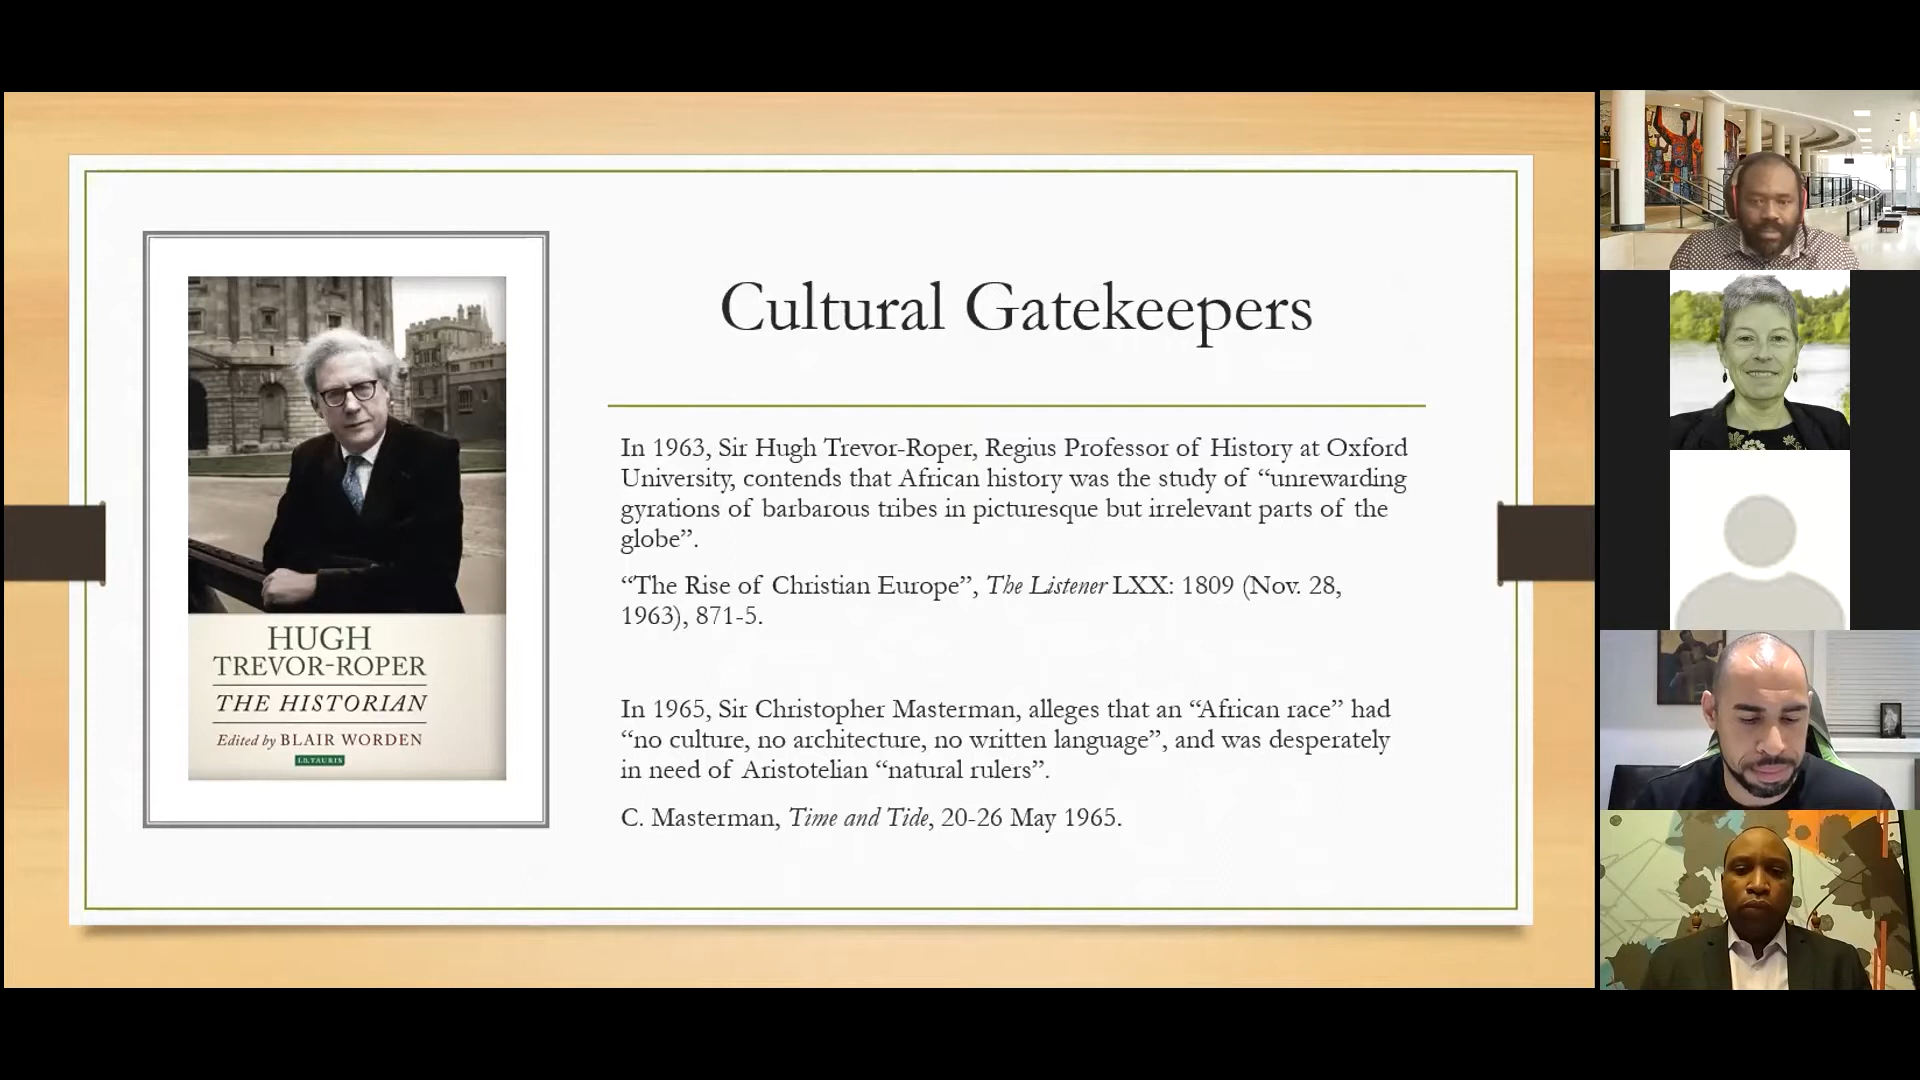 HUGH
TREVOR-ROPER
THE HISTORIAN
Edited by BLAIR WORDEN
I.B.TAURIS
Cultural Gatekeepers
In 1963, Sir Hugh Trevor-Roper, Regius Professor of History at Oxford
University, contends that African history was the study of “unrewarding
gyrations of barbarous tribes in picturesque but irrelevant parts of the
globe”.
“The Rise of Christian Europe”, The Listener LXX: 1809 (Nov. 28,
1963), 871-5.
In 1965, Sir Christopher Masterman, alleges that an “African race” had
“no culture, no architecture, no written language”, and was desperately
in need of Aristotelian “natural rulers”.
C. Masterman, Time and Tide, 20-26 May 1965.